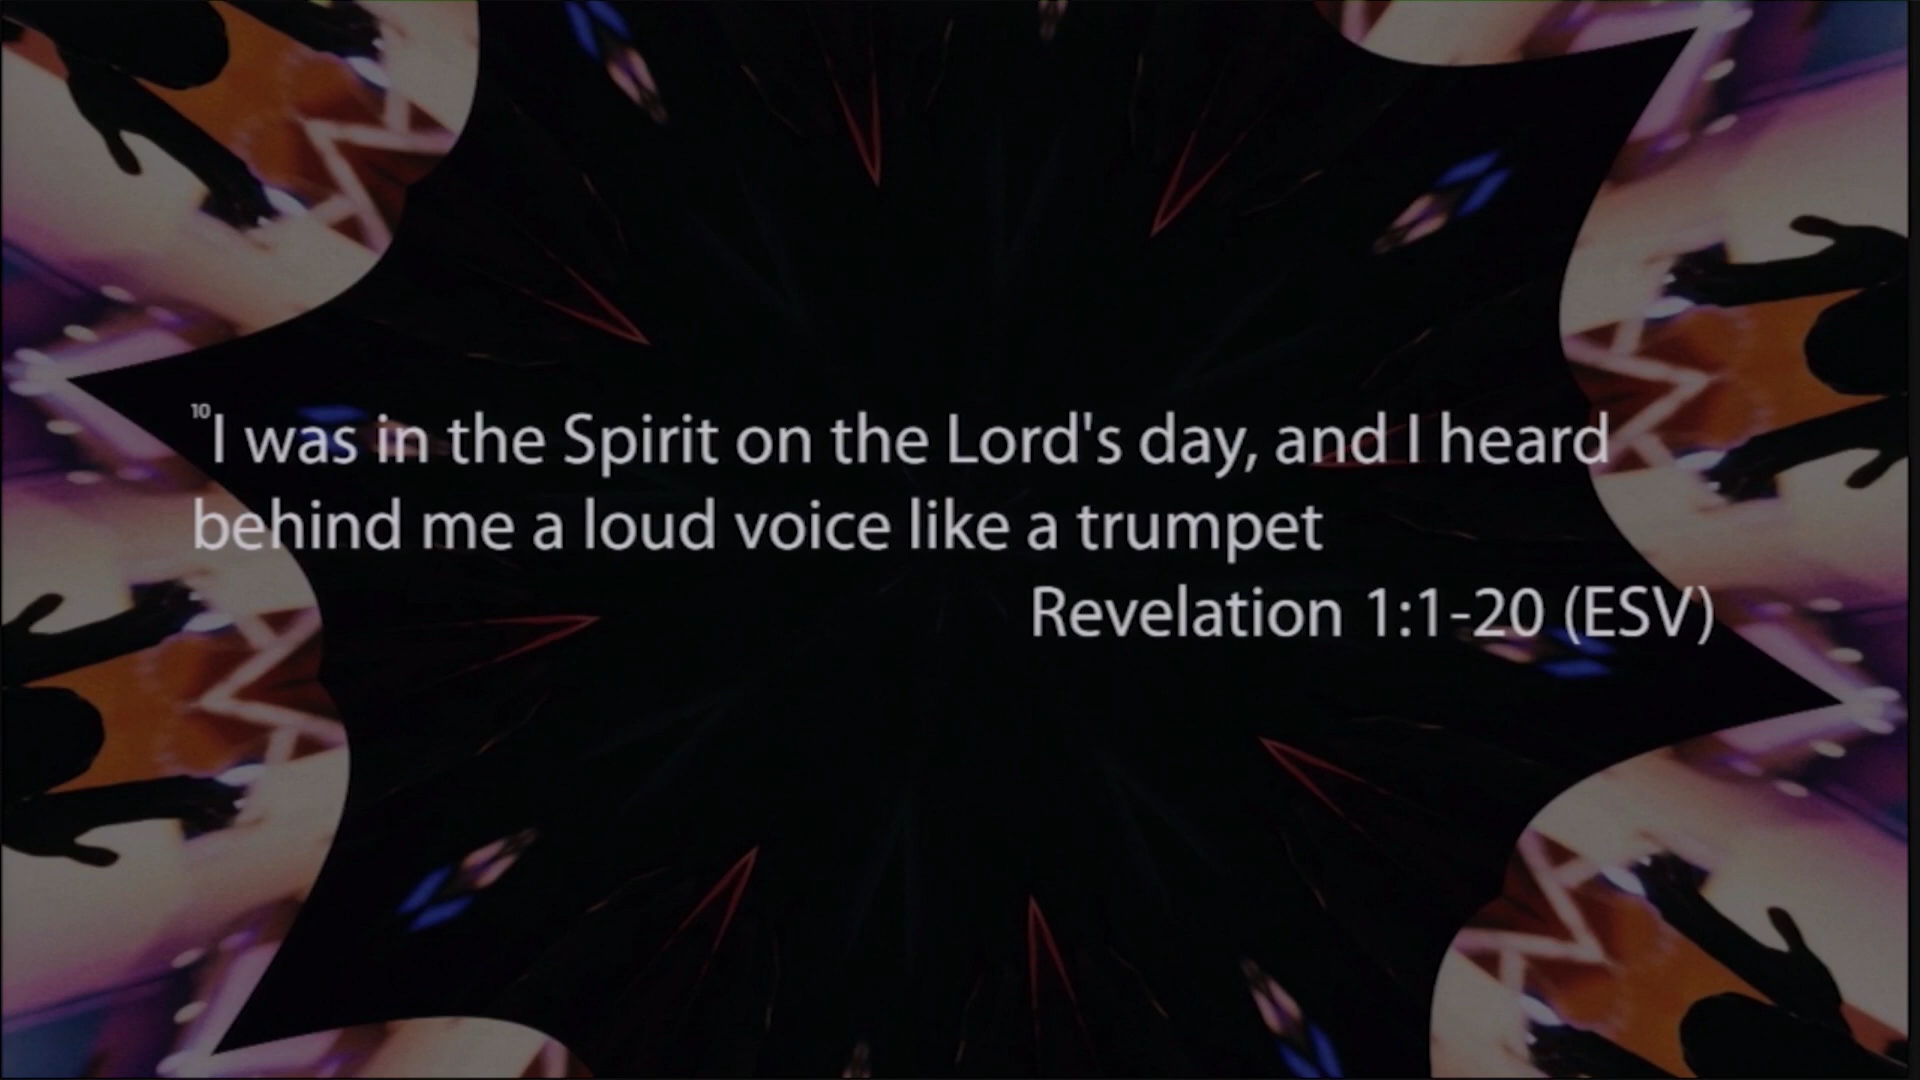 10I was in the Spirit on the Lord's day, and I heard
behind me a loud voice like a trumpet
Revelation 1:1-20 (ESV)